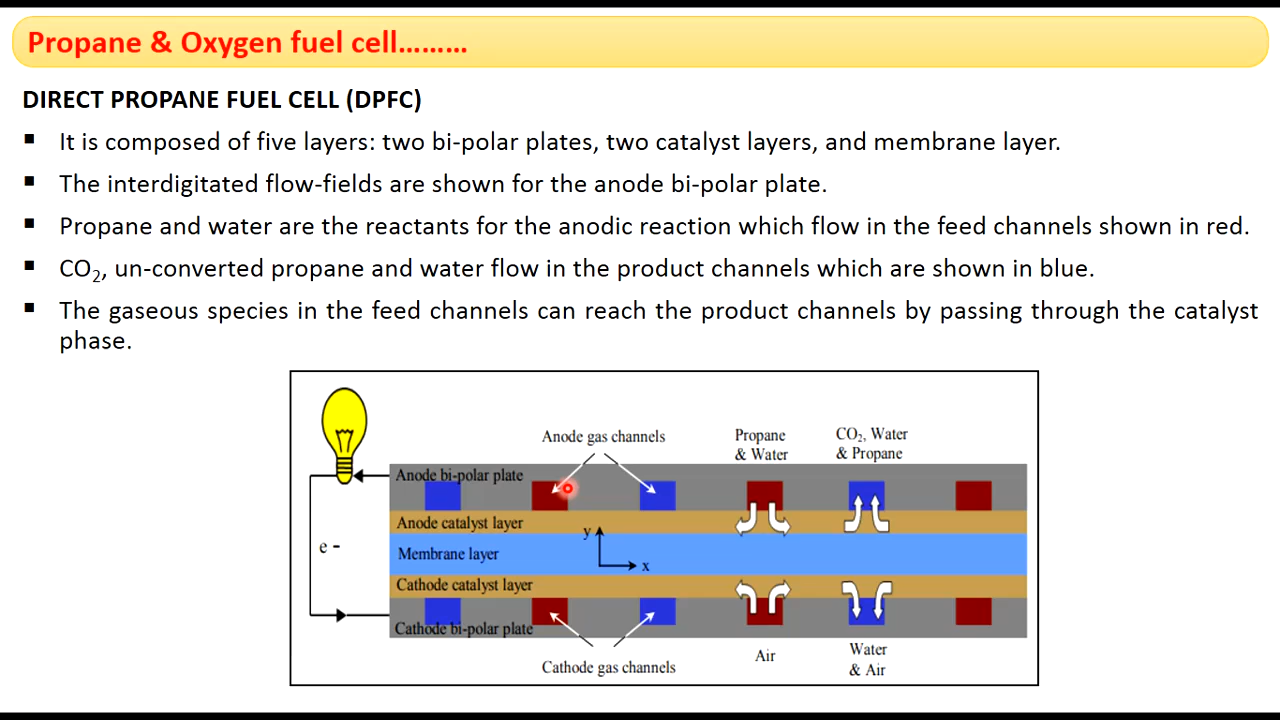 Propane & Oxygen fuel cell.........
DIRECT PROPANE FUEL CELL (DPFC)
▪ It is composed of five layers: two bi-polar plates, two catalyst layers, and membrane layer.
▪ The interdigitated flow-fields are shown for the anode bi-polar plate.
▪ Propane and water are the reactants for the anodic reaction which flow in the feed channels shown in red.
▪ CO₂, un-converted propane and water flow in the product channels which are shown in blue.
▪ The gaseous species in the feed channels can reach the product channels by passing through the catalyst
phase.
Anode gas channels
Propane
& Water
CO₂, Water
& Propane
Anode bi-polar plate
Anode catalyst layer
y
e -
Membrane layer
x
Cathode catalyst layer
Cathode bi-polar plate
Cathode gas channels
Air
Water
& Air